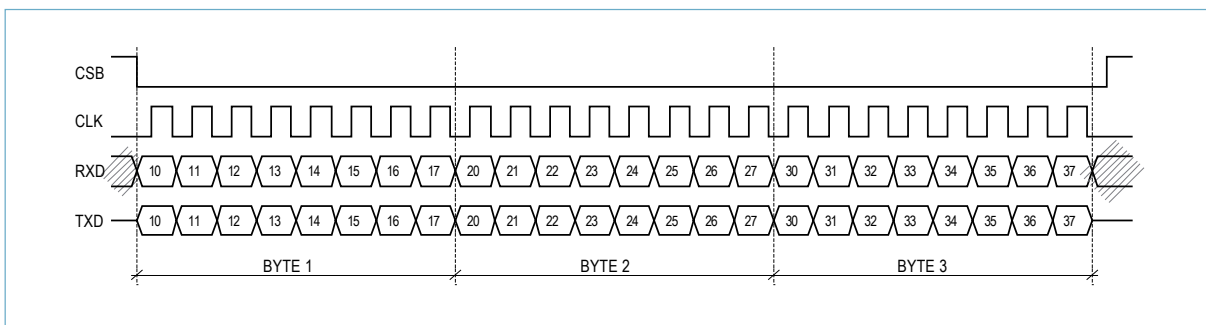 CSB
CLK
RXD 10 11 12 13 14 15 16 17 20 21 22 23 24 25 26 27 30 31 32 33 34 35 36 37
TXD 10 11 12 13 14 15 16 17 20 21 22 23 24 25 26 27 30 31 32 33 34 35 36 37
BYTE 1 BYTE 2 BYTE 3